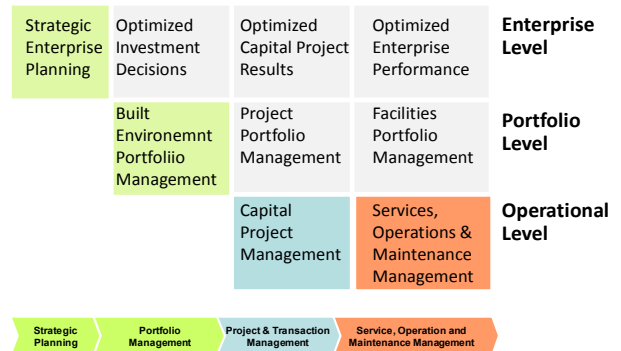 Strategic
Enterprise
Planning
Optimized
Investment
Decisions
Optimized
Capital Project
Results
Optimized
Enterprise
Performance
Enterprise
Level
Built
Environemnt
Portfoliio
Management
Project
Portfolio
Management
Facilities
Portfolio
Management
Portfolio
Level
Capital
Project
Management
Services,
Operations &
Maintenance
Management
Operational
Level
Strategic
Planning
Portfolio
Management
Project & Transaction
Management
Service, Operation and
Maintenance Management